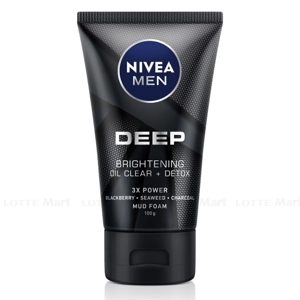 NIVEA
MEN
DEEP
BRIGHTENING
OIL CLEAR + DETOX
3X POWER
BLACKBERRY • SEAWEED • CHARCOAL
MUD FOAM
100g
LOTTE Mart
LOTTE Mart